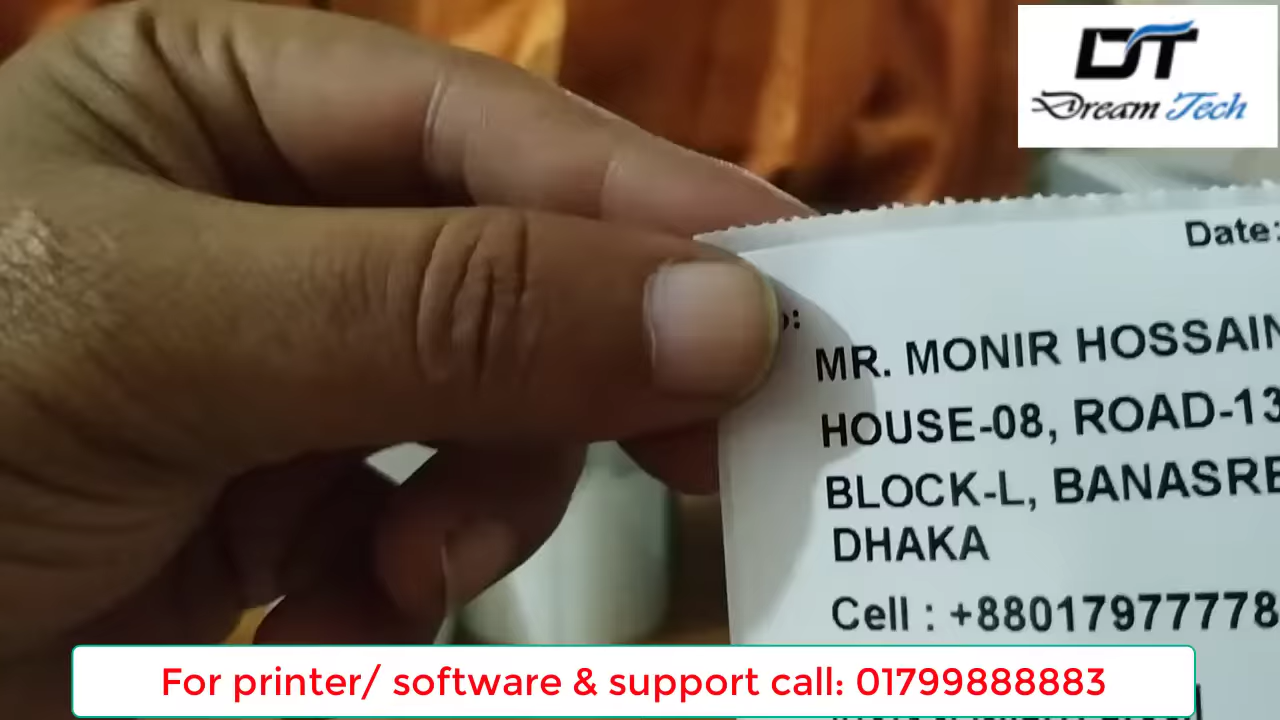 DT
Dream Tech
Date:
MR. MONIR HOSSAIN
HOUSE-08, ROAD-13
BLOCK-L, BANASRE
DHAKA
Cell : +88017977778
For printer/ software & support call: 01799888883